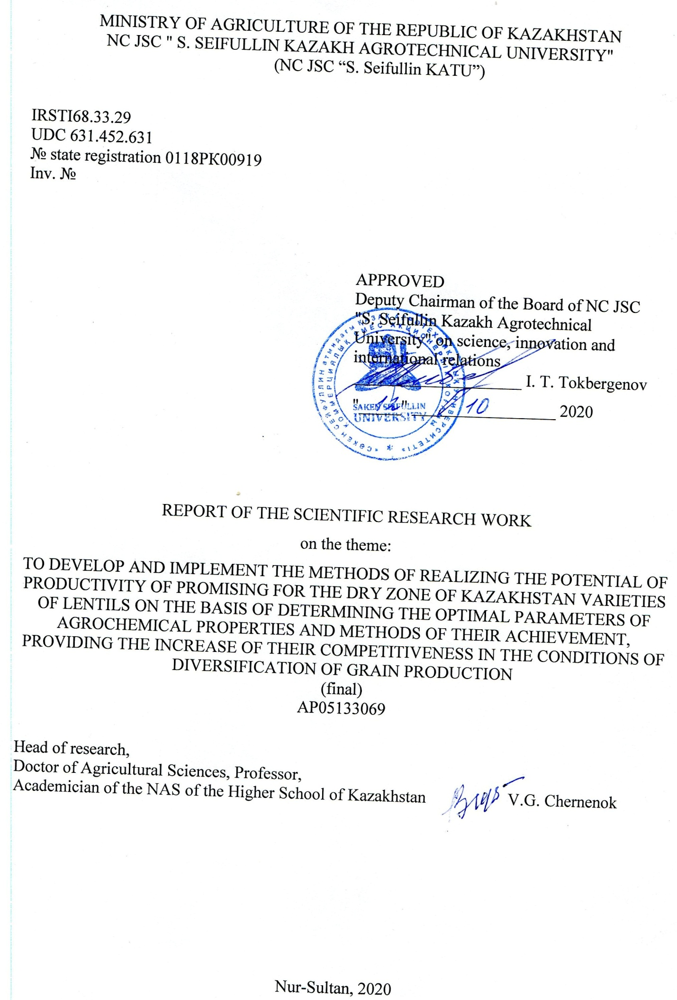 MINISTRY OF AGRICULTURE OF THE REPUBLIC OF KAZAKHSTAN
NC JSC " S. SEIFULLIN KAZAKH AGROTECHNICAL UNIVERSITY"
(NC JSC “S. Seifullin KATU”)
IRSTI68.33.29
UDC 631.452.631
№ state registration 0118РК00919
Inv. №
APPROVED
Deputy Chairman of the Board of NC JSC
"S. Seifullin Kazakh Agrotechnical
University" on science, innovation and
international relations
I. T. Tokbergenov
" " 10 2020
SAKEN SEIFULLIN
UNIVERSITY
REPORT OF THE SCIENTIFIC RESEARCH WORK
on the theme:
TO DEVELOP AND IMPLEMENT THE METHODS OF REALIZING THE POTENTIAL OF
PRODUCTIVITY OF PROMISING FOR THE DRY ZONE OF KAZAKHSTAN VARIETIES
OF LENTILS ON THE BASIS OF DETERMINING THE OPTIMAL PARAMETERS OF
AGROCHEMICAL PROPERTIES AND METHODS OF THEIR ACHIEVEMENT,
PROVIDING THE INCREASE OF THEIR COMPETITIVENESS IN THE CONDITIONS OF
DIVERSIFICATION OF GRAIN PRODUCTION
(final)
AP05133069
Head of research,
Doctor of Agricultural Sciences, Professor,
Academician of the NAS of the Higher School of Kazakhstan
V.G. Chernenok
Nur-Sultan, 2020